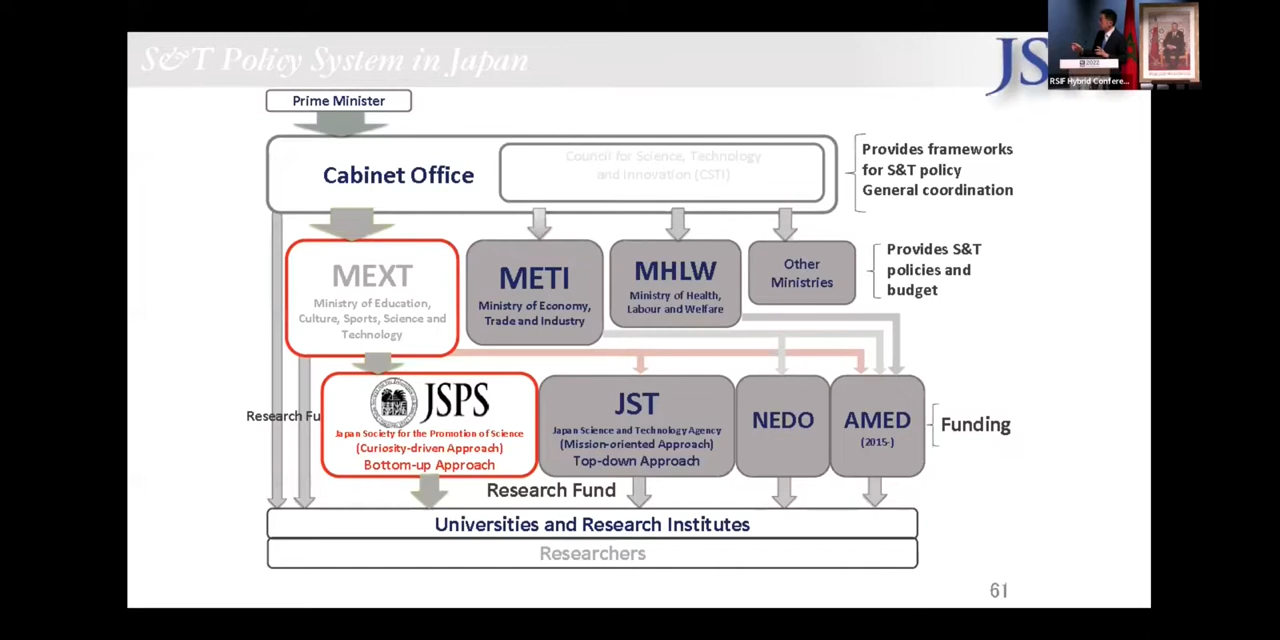 S&T Policy System in Japan
JS
2022
RSIF Hybrid Confere...
Prime Minister
Cabinet Office
Council for Science, Technology
and Innovation (CSTI)
Provides frameworks
for S&T policy
General coordination
MEXT
Ministry of Education,
Culture, Sports, Science and
Technology
METI
Ministry of Economy,
Trade and Industry
MHLW
Ministry of Health,
Labour and Welfare
Other
Ministries
Provides S&T
policies and
budget
Research Fu
JSPS
Japan Society for the Promotion of Science
(Curiosity-driven Approach)
Bottom-up Approach
JST
Japan Science and Technology Agency
(Mission-oriented Approach)
Top-down Approach
NEDO
AMED
(2015-)
Funding
Research Fund
Universities and Research Institutes
Researchers
61